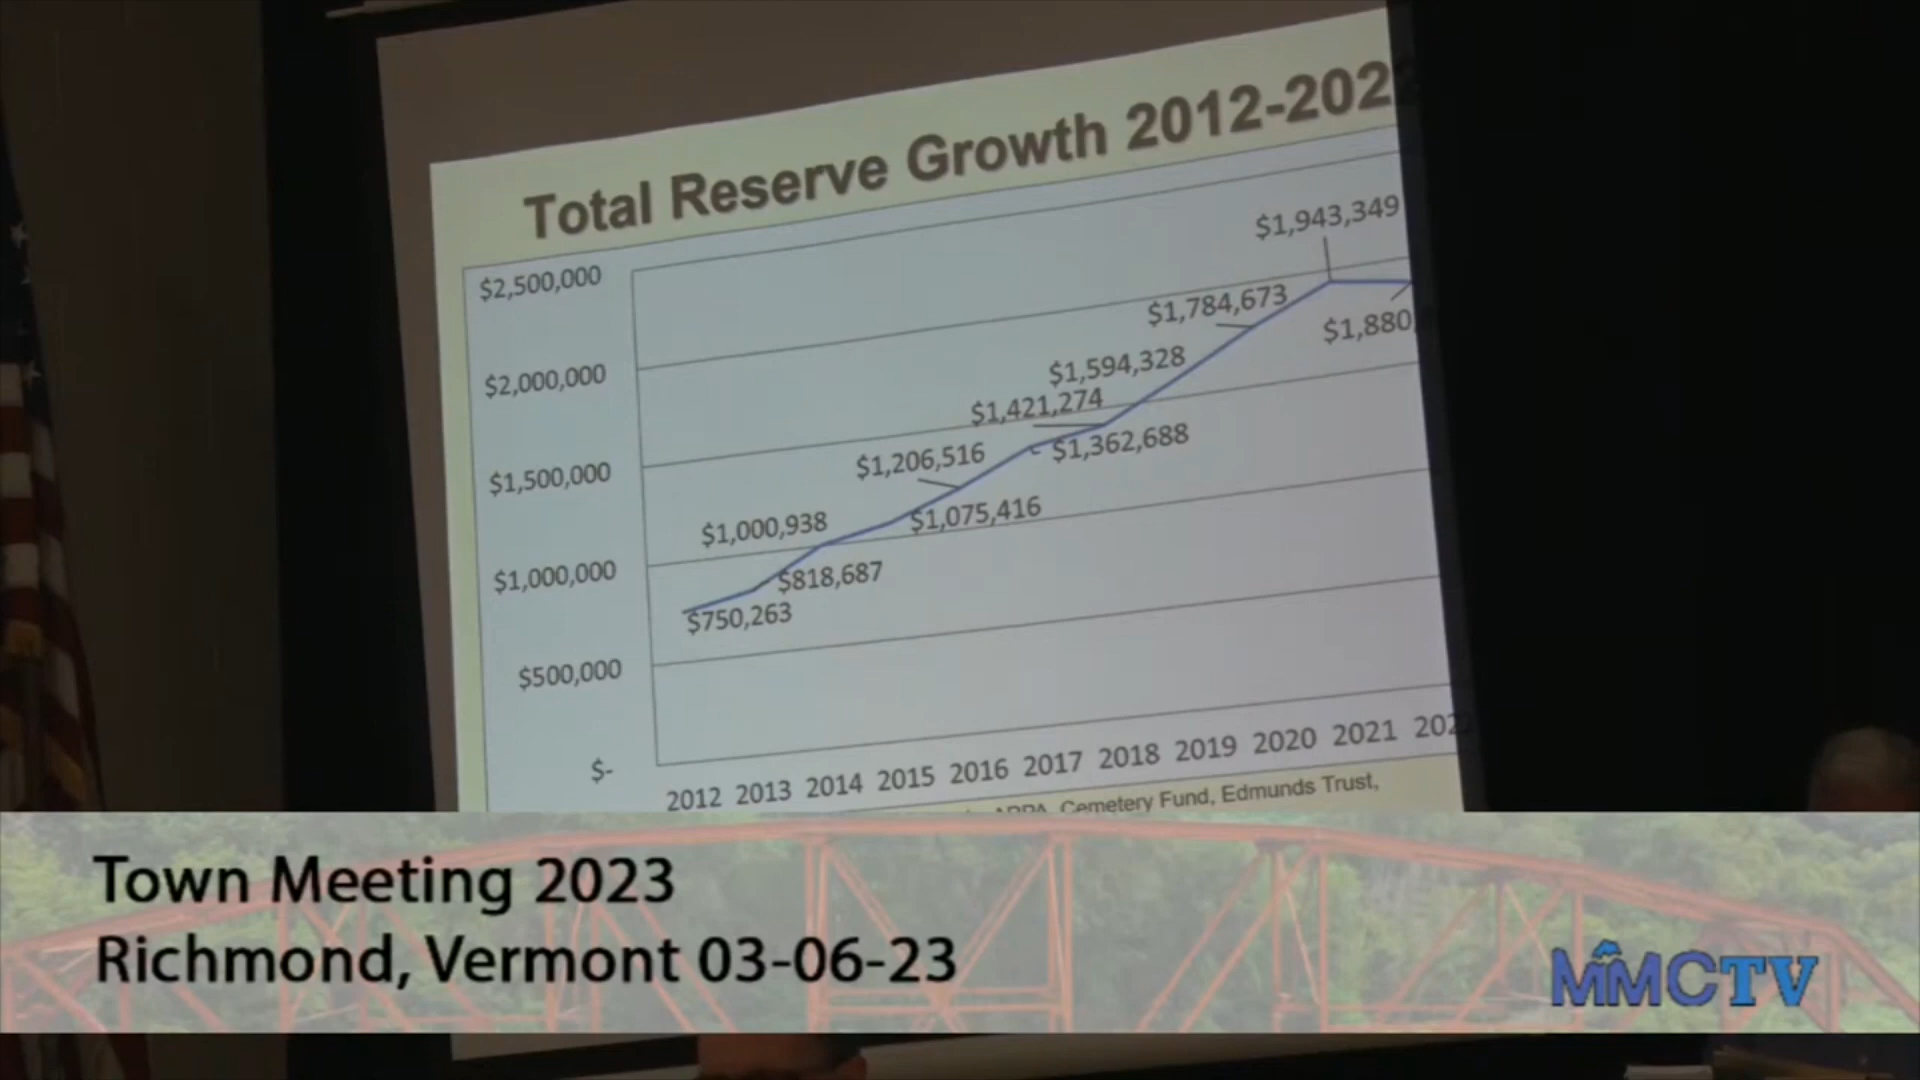 Total Reserve Growth 2012-202
$2,500,000
$2,000,000
$1,500,000
$1,000,000
$500,000
$-
$1,943,349
$1,784,673
$1,880,
$1,594,328
$1,421,274
$1,362,688
$1,206,516
$1,075,416
$1,000,938
$818,687
$750,263
2012 2013 2014 2015 2016 2017 2018 2019 2020 2021 202
Cemetery Fund, Edmunds Trust,
Town Meeting 2023
Richmond, Vermont 03-06-23
MMCTV